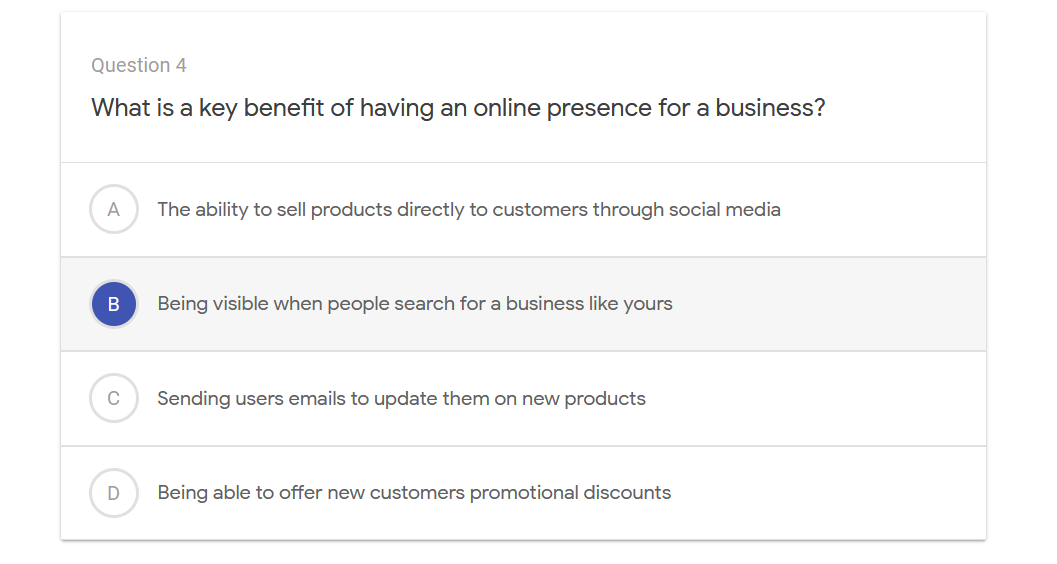 Question 4
What is a key benefit of having an online presence for a business?
A
The ability to sell products directly to customers through social media
B
Being visible when people search for a business like yours
C
Sending users emails to update them on new products
D
Being able to offer new customers promotional discounts